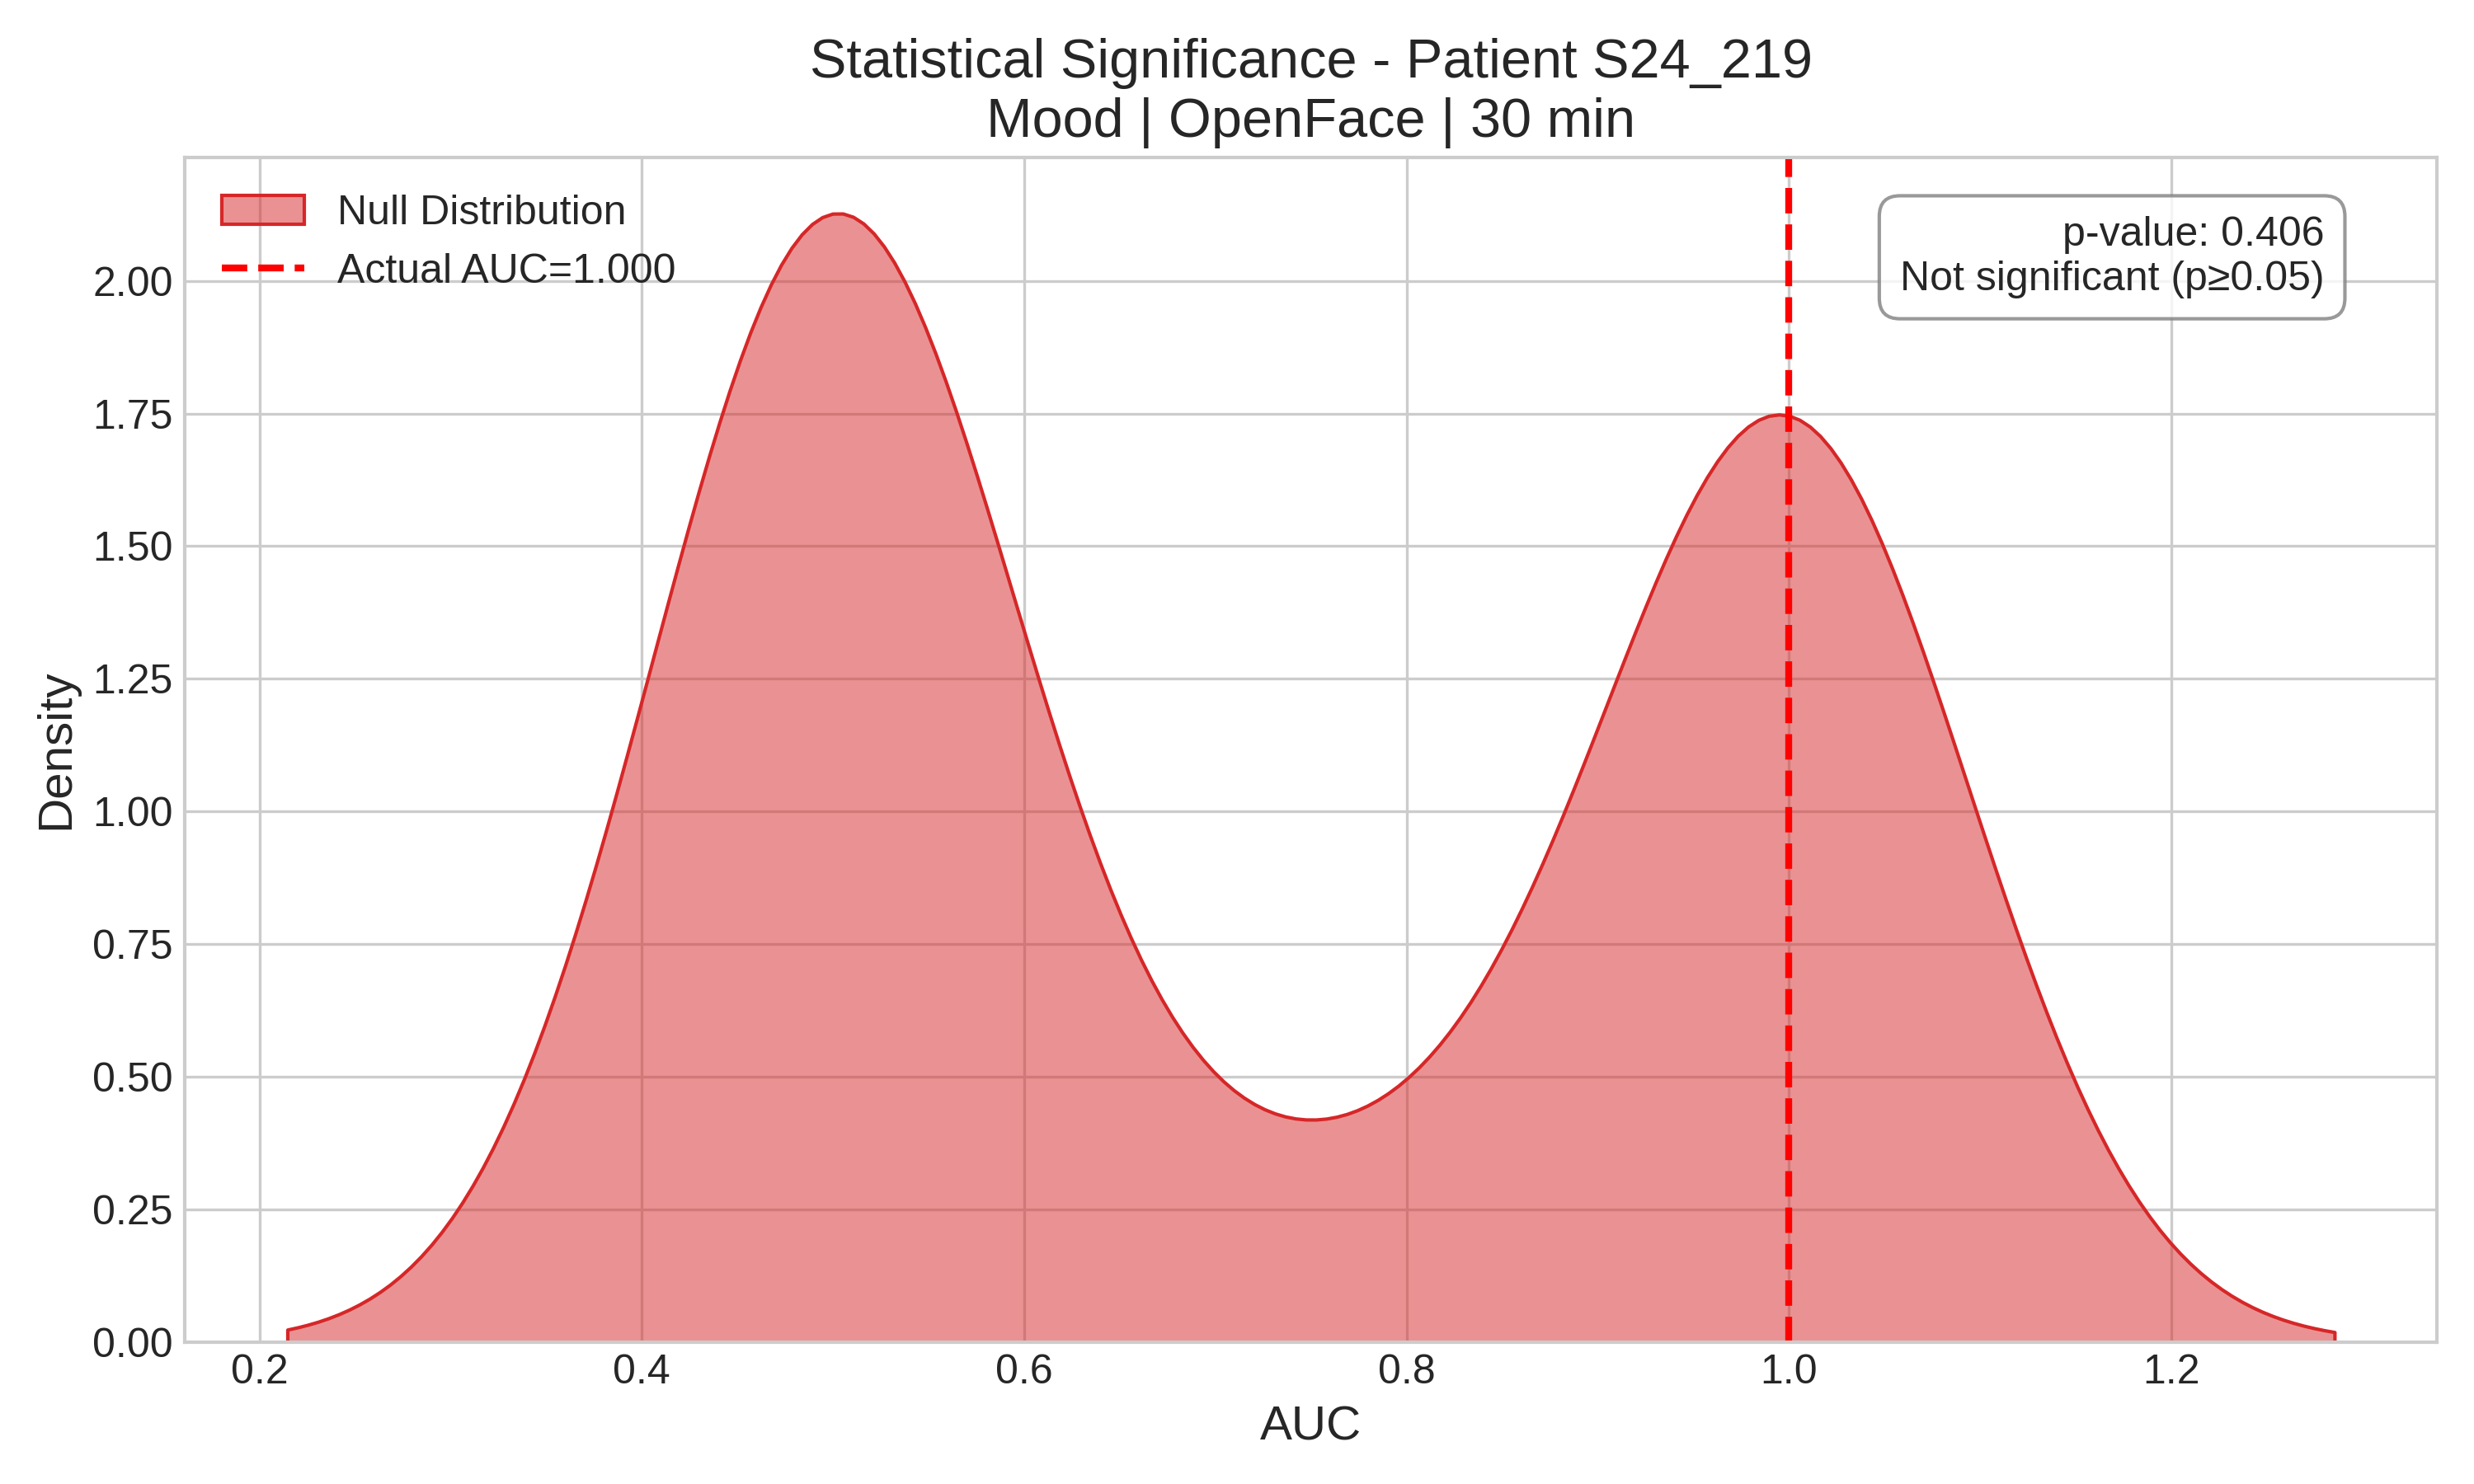 Statistical Significance - Patient S24_219
Mood | OpenFace | 30 min
Null Distribution
Actual AUC=1.000
p-value: 0.406
Not significant (p≥0.05)
Density
2.00
1.75
1.50
1.25
1.00
0.75
0.50
0.25
0.00
0.2
0.4
0.6
0.8
1.0
1.2
AUC